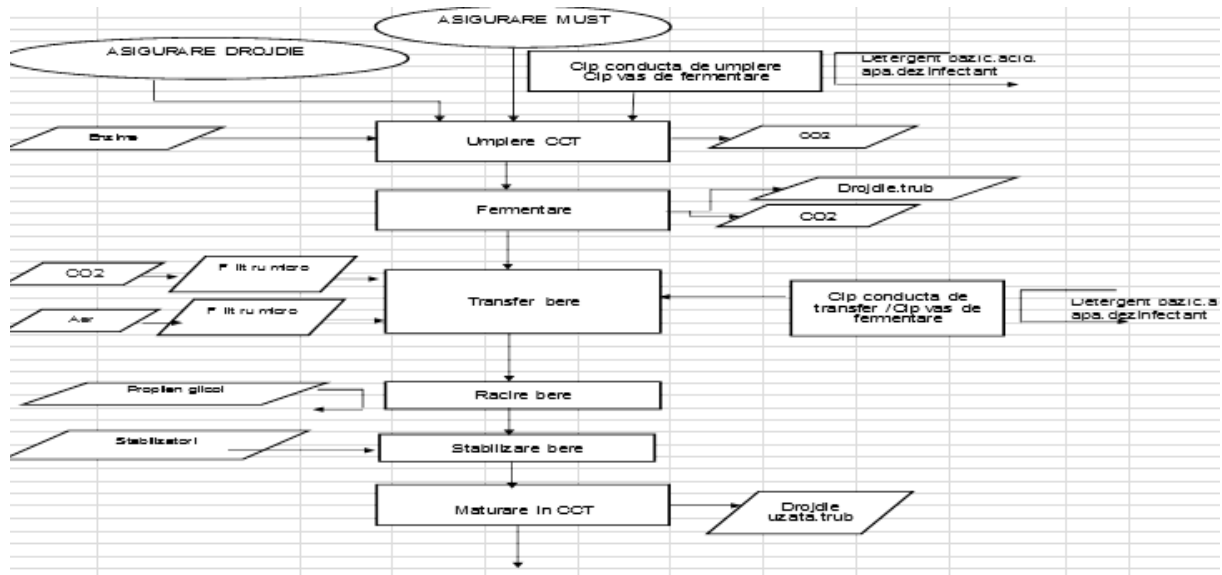 ASIGURARE MUST
ASIGURARE DROJDIE
Cip conducta de umplere
Cip vas de fermentare
Detergent bazic.acid.
apa.dezinfectant
Enzime
Umplere CCT
CO2
Drojdie.trub
Fermentare
CO2
CO2
Filtru micro
Transfer bere
Cip conducta de
transfer /Cip vas de
fermentare
Detergent bazic.a
apa.dezinfectant
Aer
Filtru micro
Propilen glicol
Racire bere
Stabilizatori
Stabilizare bere
Maturare in CCT
Drojdie
uzata.trub